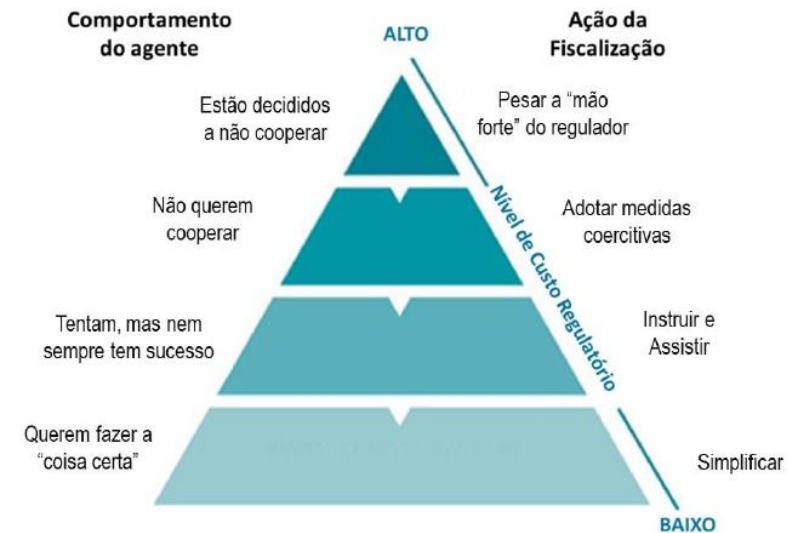 Comportamento
do agente
ALTO
Ação da
Fiscalização
Estão decididos
a não cooperar
Pesar a “mão
forte” do regulador
Não querem
cooperar
Adotar medidas
coercitivas
Nível de Custo Regulatório
Tentam, mas nem
sempre tem sucesso
Instruir e
Assistir
Querem fazer a
“coisa certa”
Simplificar
BAIXO